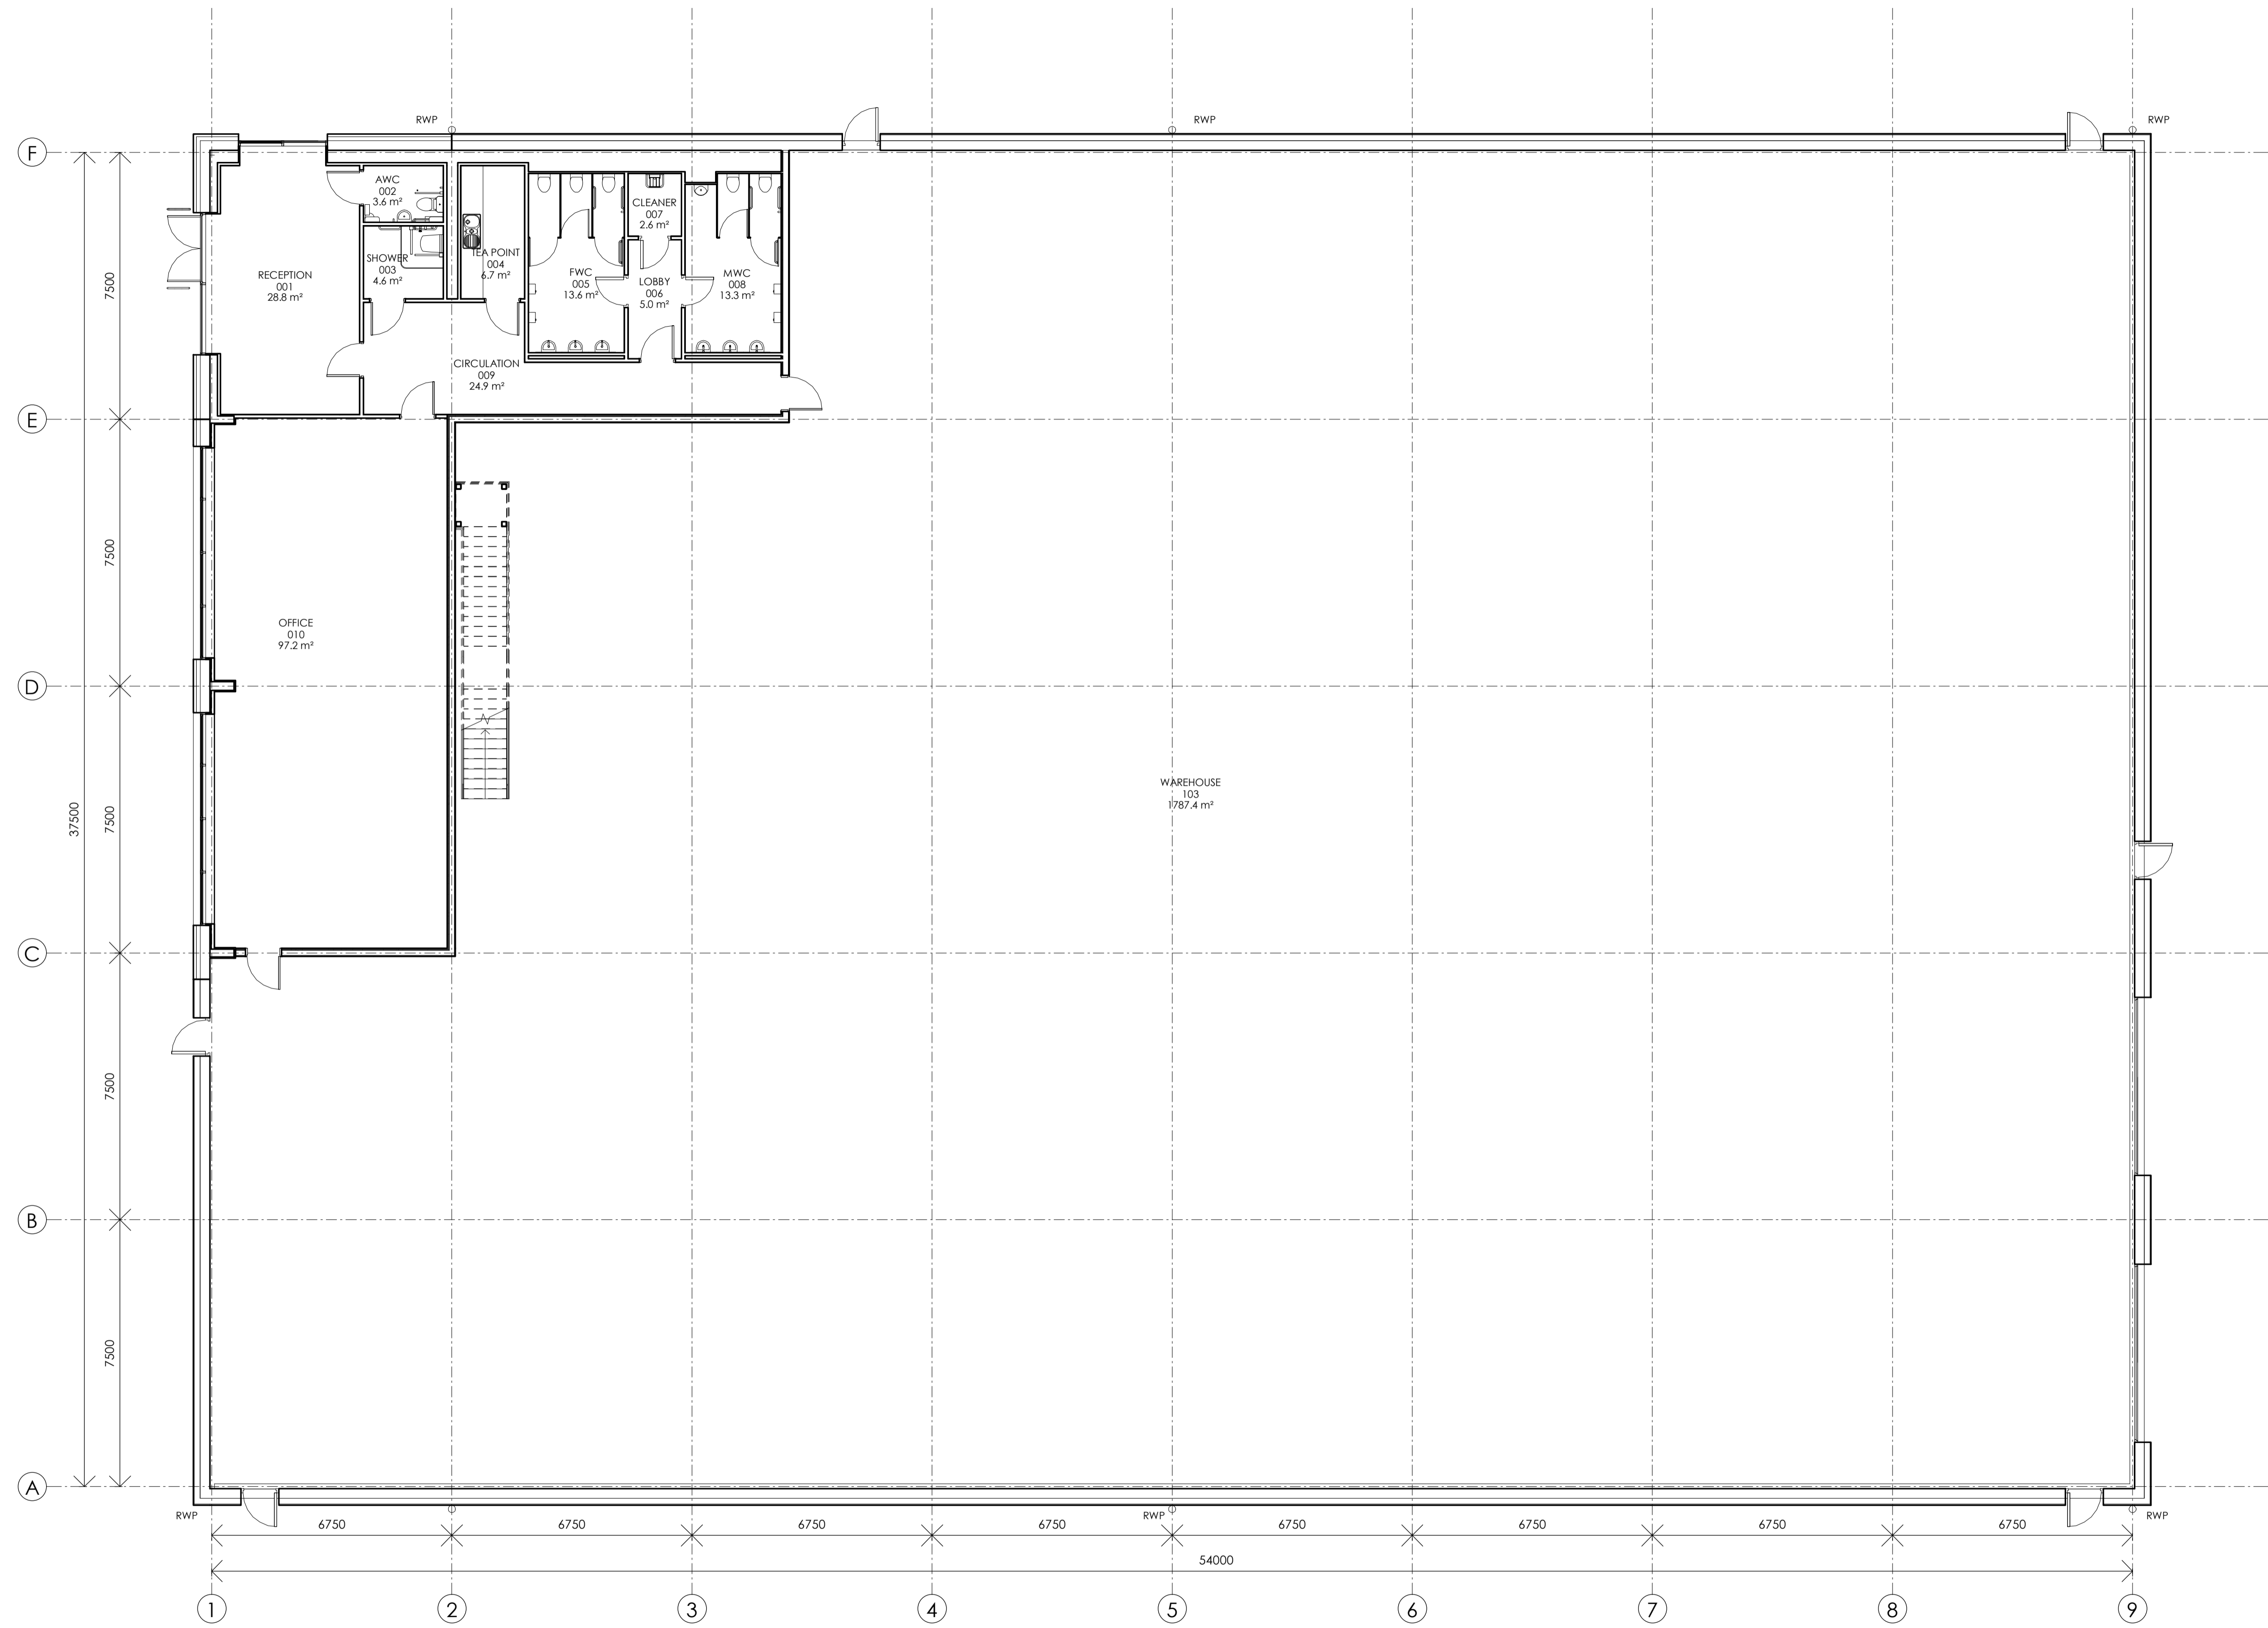 RWP
RWP
RWP
F
AWC
002
3.6 m²
CLEANER
007
2.6 m²
SHOWER
003
4.6 m²
TEA POINT
004
6.7 m²
RECEPTION
001
28.8 m²
FWC
005
13.6 m²
LOBBY
006
5.0 m²
MWC
008
13.3 m²
7500
CIRCULATION
009
24.9 m²
E
7500
OFFICE
010
97.2 m²
D
WAREHOUSE
103
1787.4 m²
37500
7500
C
7500
B
7500
A
RWP
RWP
RWP
6750
6750
6750
6750
6750
6750
6750
6750
54000
1
2
3
4
5
6
7
8
9